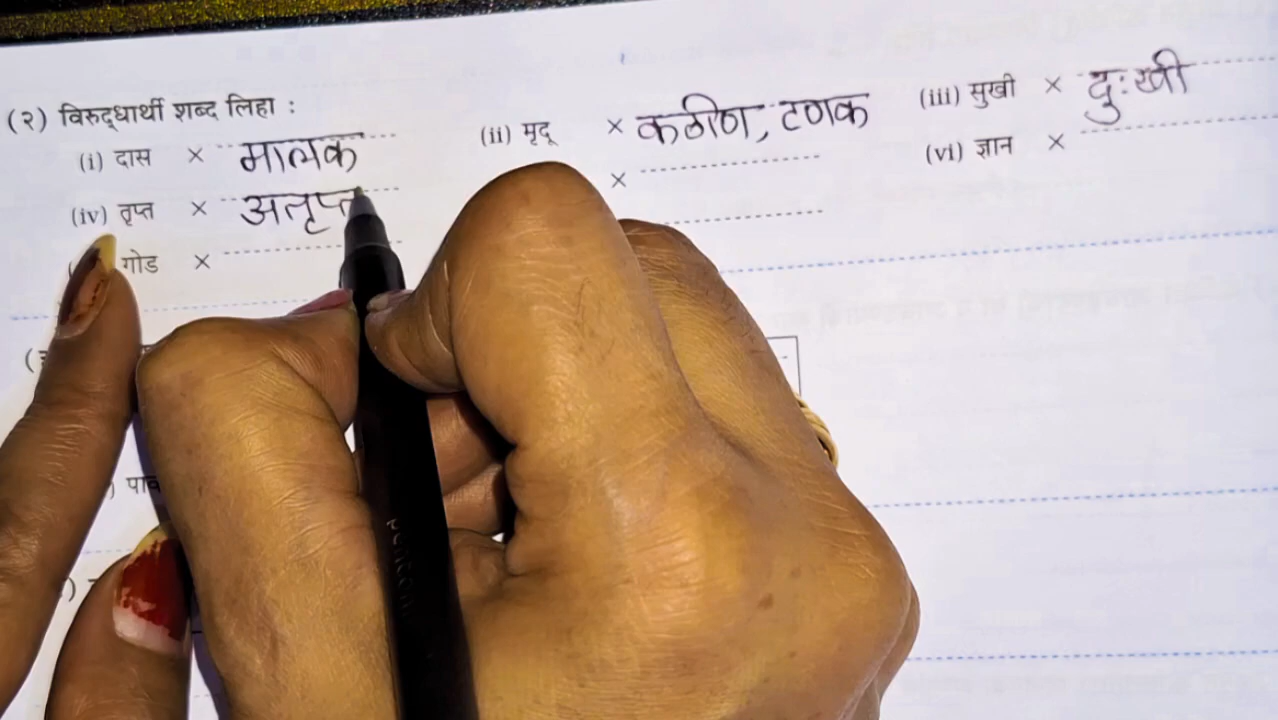 (२) विरुद्धार्थी शब्द लिहा :
(i) दास × मालक (ii) मृदू × कठीण, टणक (iii) सुखी × दुःखी
(iv) तृप्त × अतृप्त × (vi) ज्ञान ×
गोड ×